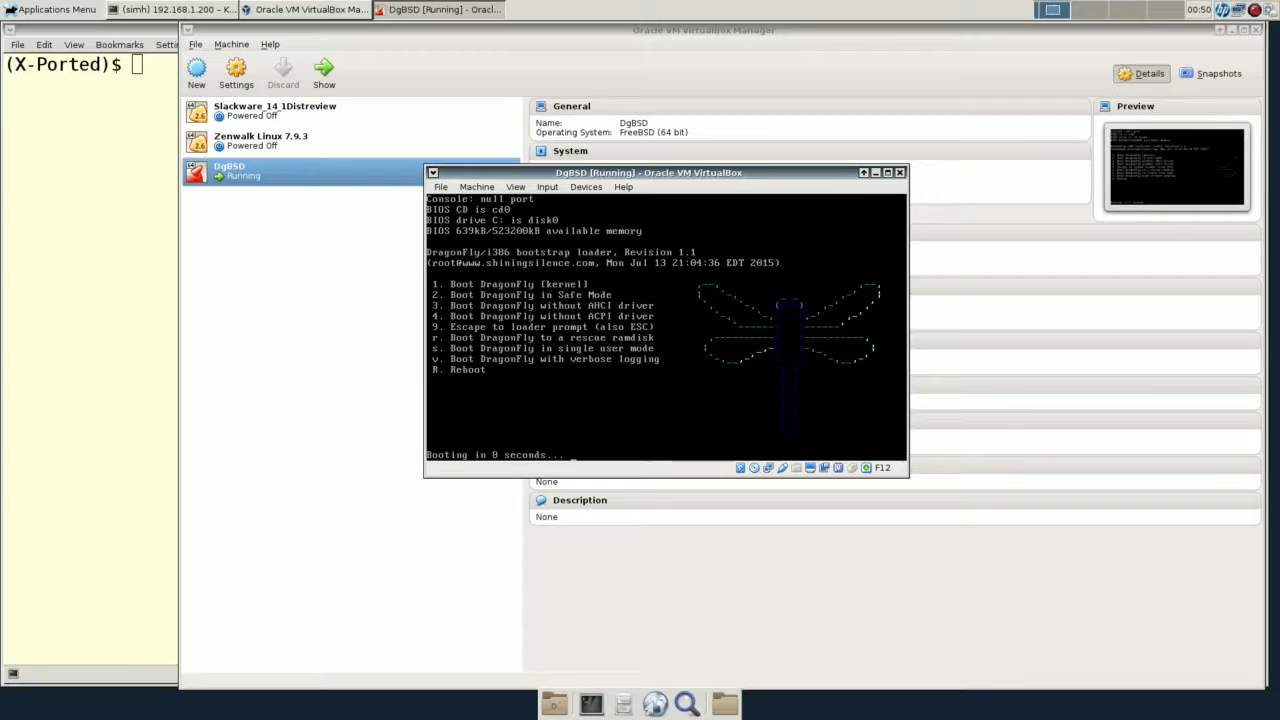 Applications Menu
(simh) 192.168.1.200 – K...
Oracle VM VirtualBox Ma...
DgBSD [Running] - Oracl...
00:50
File Edit View Bookmarks Setti
(X-Ported)$
Oracle VM VirtualBox Manager
File Machine Help
New Settings Discard Show
Details Snapshots
Slackware_14_1Distreview
Powered Off
Zenwalk Linux 7.9.3
Powered Off
DgBSD
Running
General
Name: DgBSD
Operating System: FreeBSD (64 bit)
System
Preview
DgBSD [Running] - Oracle VM VirtualBox
File Machine View Input Devices Help
Console: null port
BIOS CD is cd0
BIOS drive C: is disk0
BIOS 639kB/523200kB available memory
DragonFly/i386 bootstrap loader, Revision 1.1
(root@www.shiningsilence.com, Mon Jul 13 21:04:36 EDT 2015)
1. Boot DragonFly [kernel]
2. Boot DragonFly in Safe Mode
3. Boot DragonFly without AHCI driver
4. Boot DragonFly without ACPI driver
9. Escape to loader prompt (also ESC)
r. Boot DragonFly to a rescue ramdisk
s. Boot DragonFly in single user mode
v. Boot DragonFly with verbose logging
R. Reboot
Booting in 8 seconds... _
F12
None
Description
None